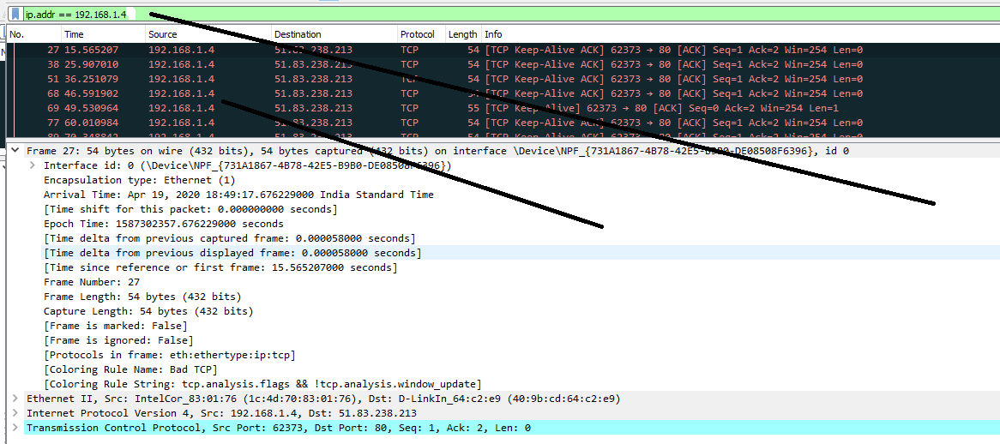 ip.addr == 192.168.1.4
No. Time Source Destination Protocol Length Info
27 15.565207 192.168.1.4 51.83.238.213 TCP 54 [TCP Keep-Alive ACK] 62373 → 80 [ACK] Seq=1 Ack=2 Win=254 Len=0
38 25.907010 192.168.1.4 51.83.238.213 TCP 54 [TCP Keep-Alive ACK] 62373 → 80 [ACK] Seq=1 Ack=2 Win=254 Len=0
51 36.251079 192.168.1.4 51.83.238.213 TCP 54 [TCP Keep-Alive ACK] 62373 → 80 [ACK] Seq=1 Ack=2 Win=254 Len=0
68 46.591902 192.168.1.4 51.83.238.213 TCP 54 [TCP Keep-Alive ACK] 62373 → 80 [ACK] Seq=1 Ack=2 Win=254 Len=0
69 49.530964 192.168.1.4 51.83.238.213 TCP 55 [TCP Keep-Alive] 62373 → 80 [ACK] Seq=0 Ack=2 Win=254 Len=1
77 60.010984 192.168.1.4 51.83.238.213 TCP 54 [TCP Keep-Alive ACK] 62373 → 80 [ACK] Seq=1 Ack=2 Win=254 Len=0
Frame 27: 54 bytes on wire (432 bits), 54 bytes captured (432 bits) on interface \Device\NPF_{731A1867-4B78-42E5-B9B0-DE08508F6396}, id 0
Interface id: 0 (\Device\NPF_{731A1867-4B78-42E5-B9B0-DE08508F6396})
Encapsulation type: Ethernet (1)
Arrival Time: Apr 19, 2020 18:49:17.676229000 India Standard Time
[Time shift for this packet: 0.000000000 seconds]
Epoch Time: 1587302357.676229000 seconds
[Time delta from previous captured frame: 0.000058000 seconds]
[Time delta from previous displayed frame: 0.000058000 seconds]
[Time since reference or first frame: 15.565207000 seconds]
Frame Number: 27
Frame Length: 54 bytes (432 bits)
Capture Length: 54 bytes (432 bits)
[Frame is marked: False]
[Frame is ignored: False]
[Protocols in frame: eth:ethertype:ip:tcp]
[Coloring Rule Name: Bad TCP]
[Coloring Rule String: tcp.analysis.flags && !tcp.analysis.window_update]
Ethernet II, Src: IntelCor_83:01:76 (1c:4d:70:83:01:76), Dst: D-LinkIn_64:c2:e9 (40:9b:cd:64:c2:e9)
Internet Protocol Version 4, Src: 192.168.1.4, Dst: 51.83.238.213
Transmission Control Protocol, Src Port: 62373, Dst Port: 80, Seq: 1, Ack: 2, Len: 0